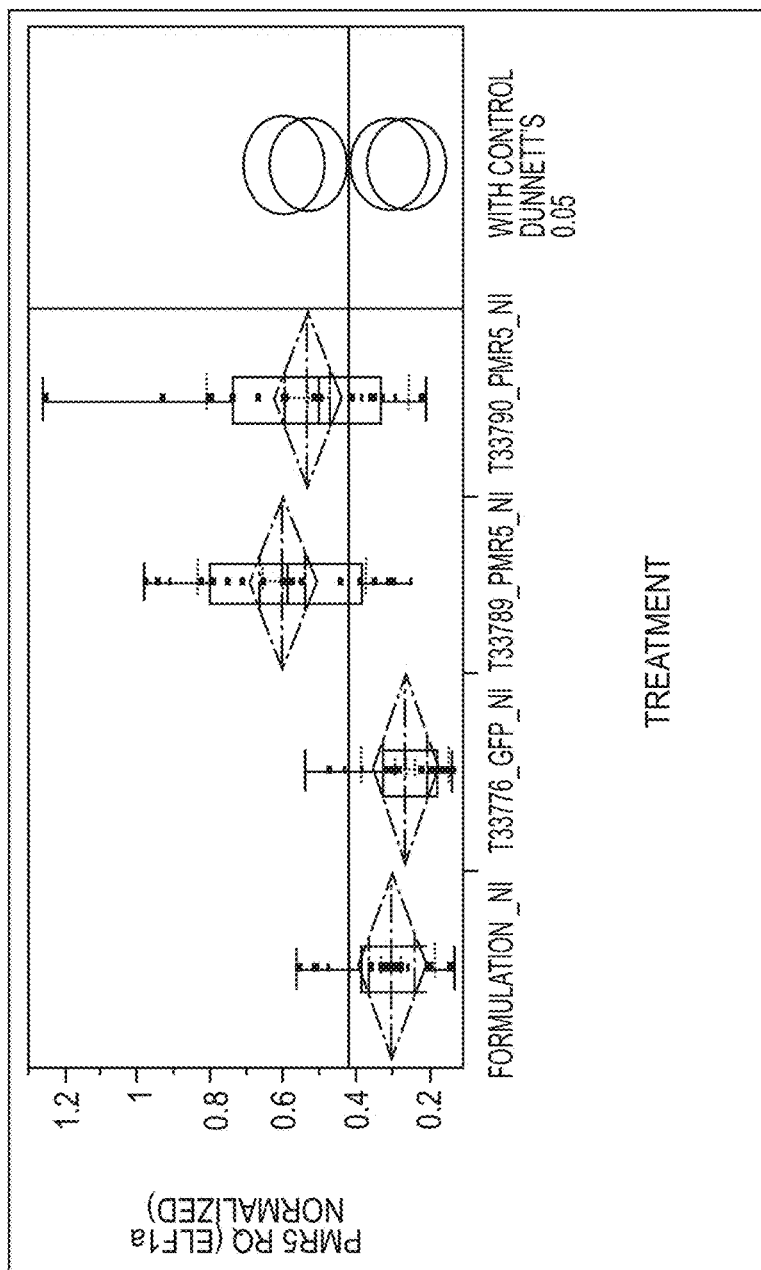 PMR5 RQ (ELF1a
NORMALIZED)
1.2
1
0.8
0.6
0.4
0.2
FORMULATION_NI
T33776_GFP_NI
T33789_PMR5_NI
T33790_PMR5_NI
WITH CONTROL
DUNNETT'S
0.05
TREATMENT